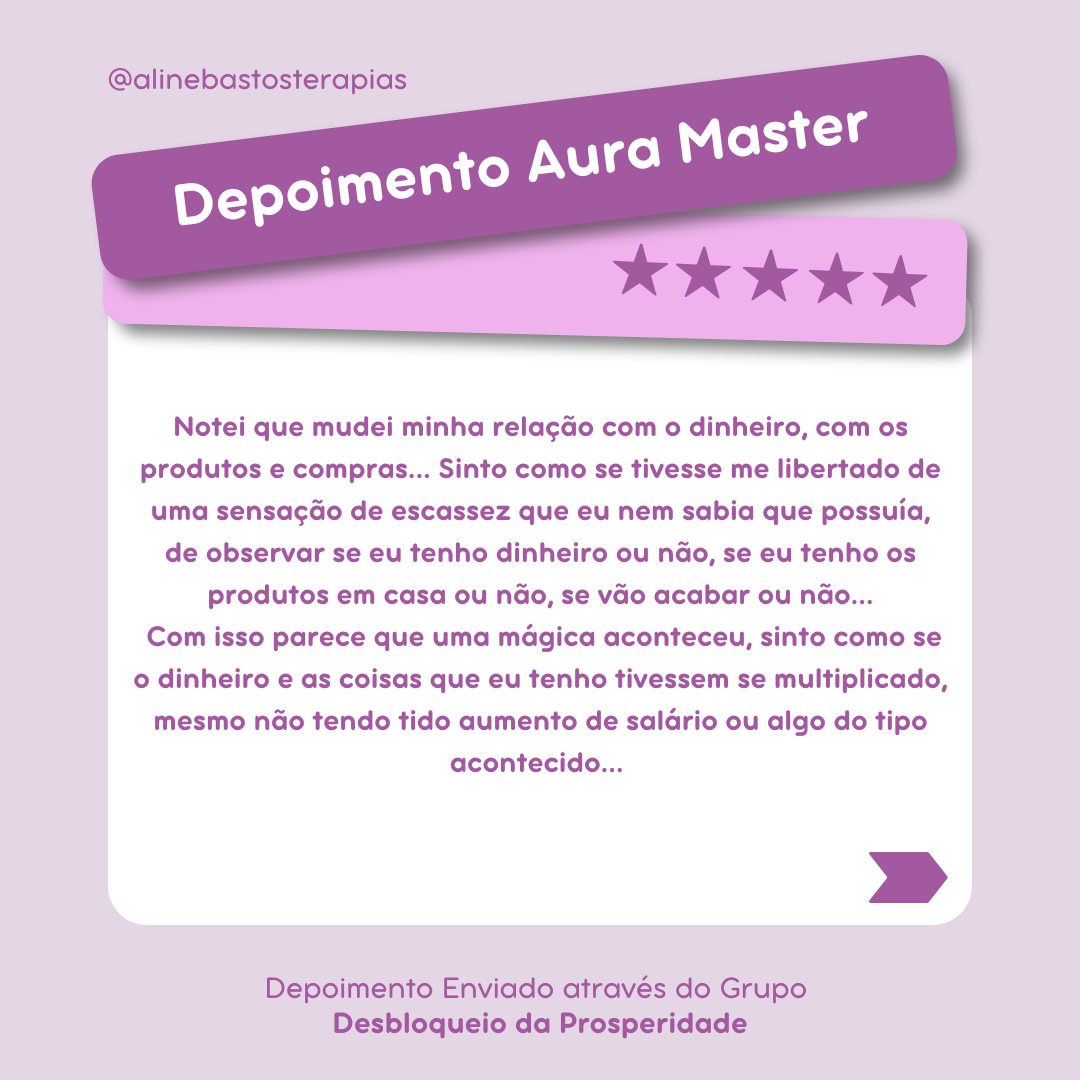 @alinebastosterapias
Depoimento Aura Master
Notei que mudei minha relação com o dinheiro, com os
produtos e compras... Sinto como se tivesse me libertado de
uma sensação de escassez que eu nem sabia que possuía,
de observar se eu tenho dinheiro ou não, se eu tenho os
produtos em casa ou não, se vão acabar ou não...
Com isso parece que uma mágica aconteceu, sinto como se
o dinheiro e as coisas que eu tenho tivessem se multiplicado,
mesmo não tendo tido aumento de salário ou algo do tipo
acontecido...
Depoimento Enviado através do Grupo
Desbloqueio da Prosperidade